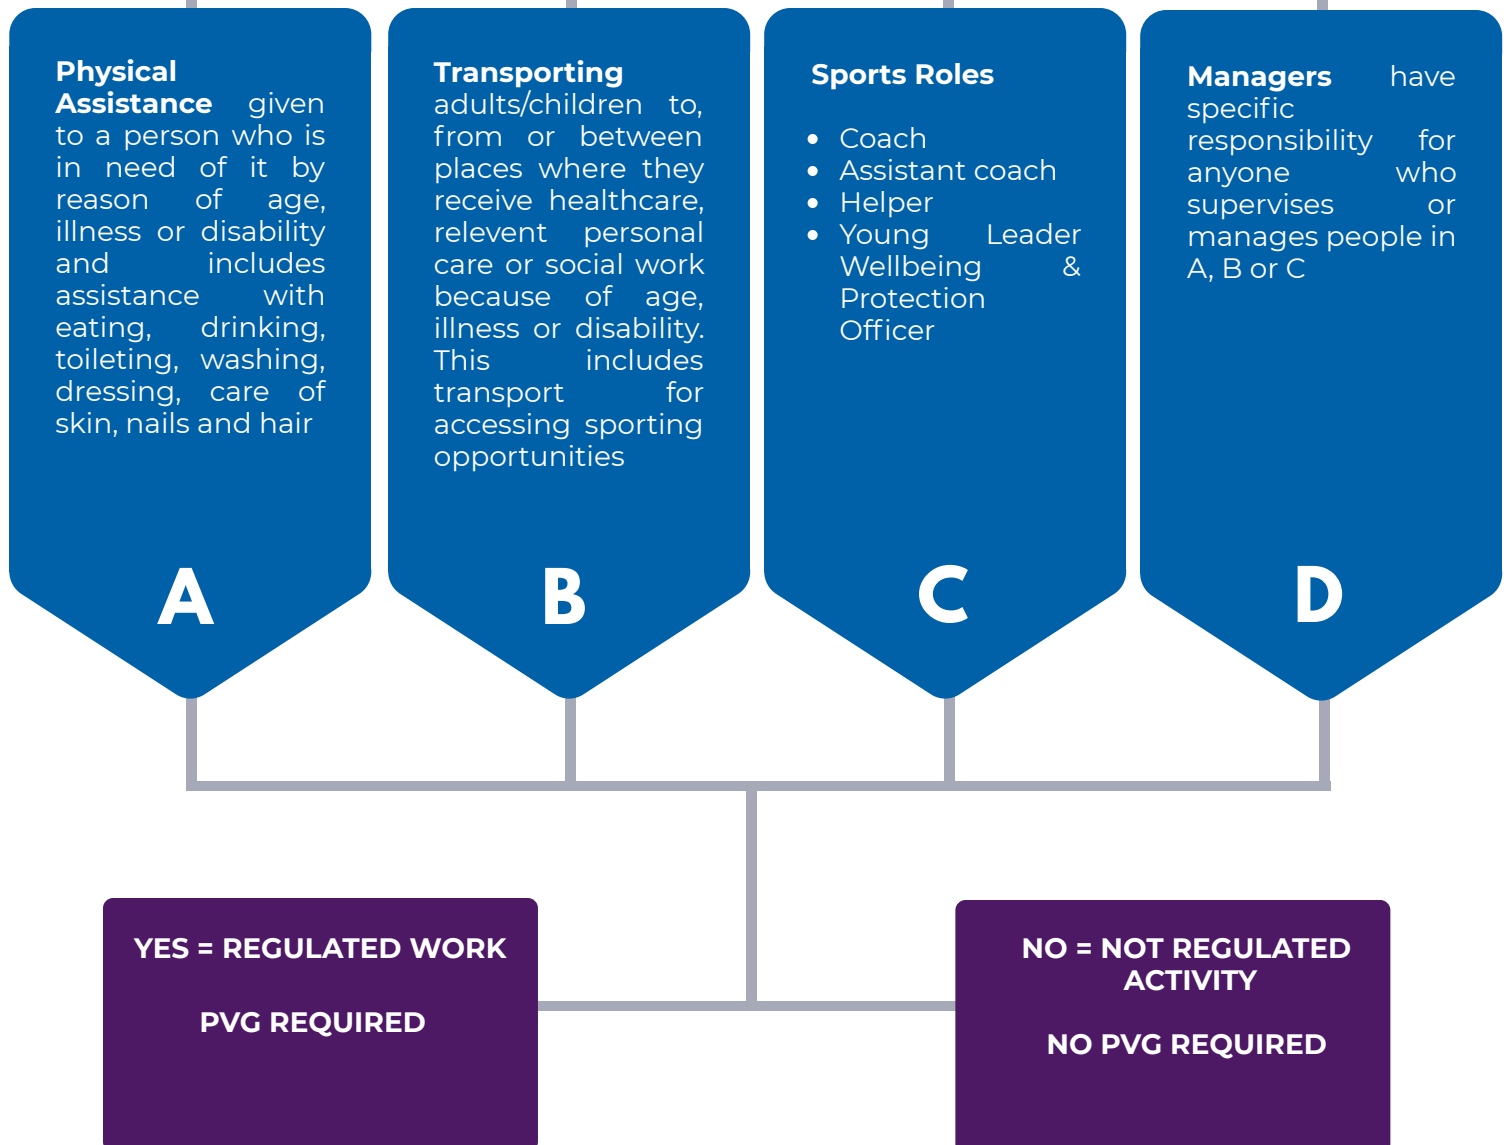 Physical
Assistance given
to a person who is
in need of it by
reason of age,
illness or disability
and includes
assistance with
eating, drinking,
toileting, washing,
dressing, care of
skin, nails and hair
A
Transporting
adults/children to,
from or between
places where they
receive healthcare,
relevent personal
care or social work
because of age,
illness or disability.
This includes
transport for
accessing sporting
opportunities
B
Sports Roles
• Coach
• Assistant coach
• Helper
• Young Leader
Wellbeing &
Protection
Officer
C
Managers have
specific
responsibility for
anyone who
supervises or
manages people in
A, B or C
D
YES = REGULATED WORK
PVG REQUIRED
NO = NOT REGULATED
ACTIVITY
NO PVG REQUIRED